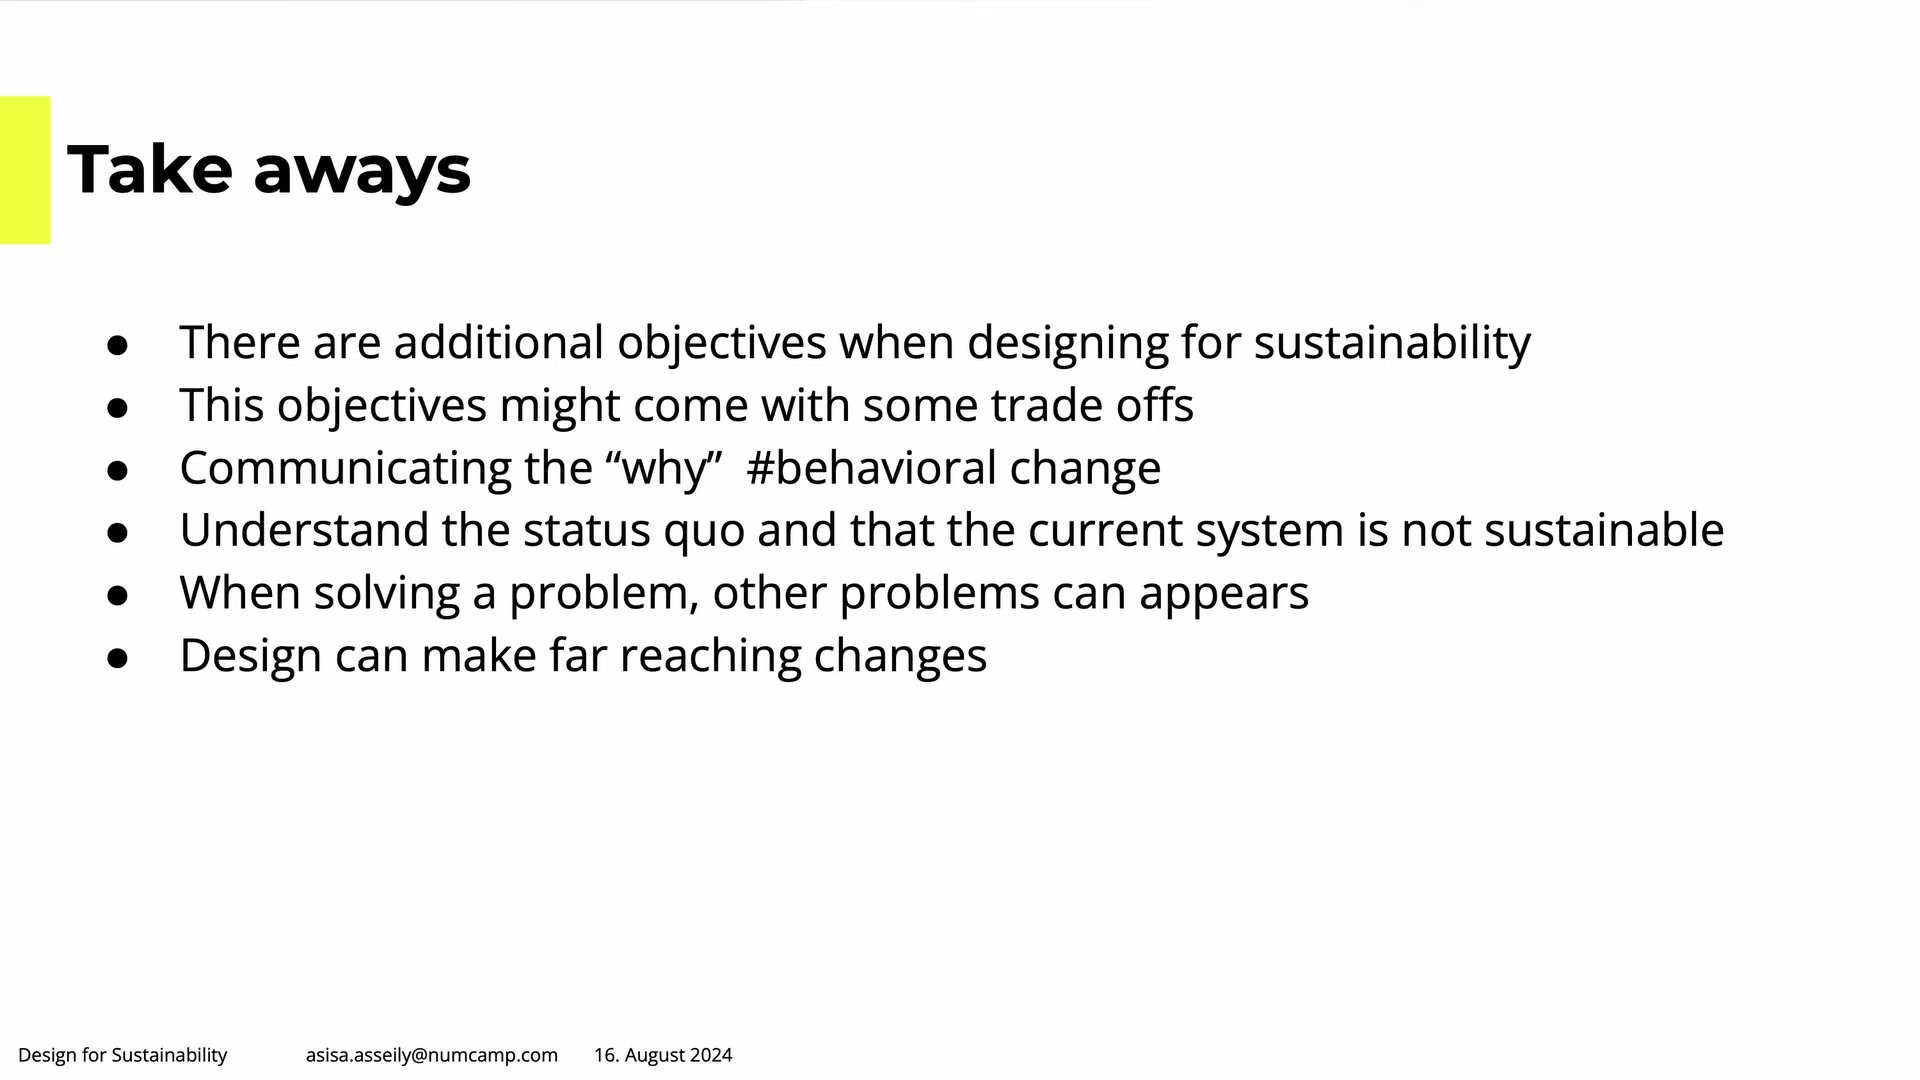 Take aways
● There are additional objectives when designing for sustainability
● This objectives might come with some trade offs
● Communicating the “why”  #behavioral change
● Understand the status quo and that the current system is not sustainable
● When solving a problem, other problems can appears
● Design can make far reaching changes
Design for Sustainability asisa.asseily@numcamp.com 16. August 2024